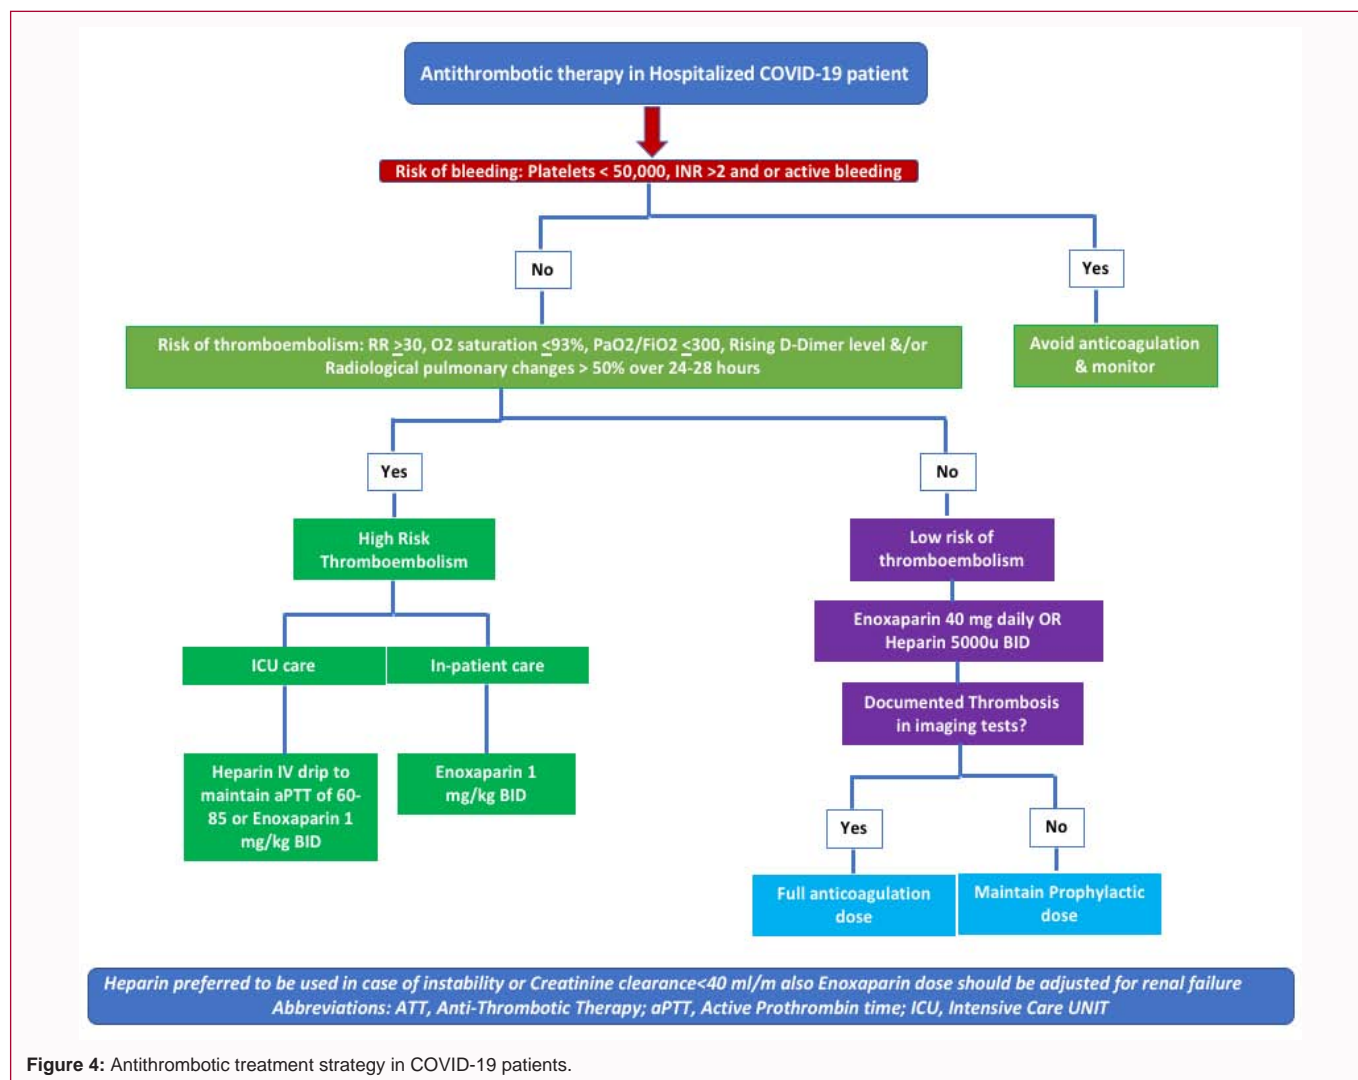 Antithrombotic therapy in Hospitalized COVID-19 patient
Risk of bleeding: Platelets < 50,000, INR >2 and or active bleeding
No
Yes
Risk of thromboembolism: RR ≥30, O2 saturation ≤93%, PaO2/FiO2 ≤300, Rising D-Dimer level &/or
Radiological pulmonary changes > 50% over 24-28 hours
Avoid anticoagulation
& monitor
Yes
No
High Risk
Thromboembolism
Low risk of
thromboembolism
Enoxaparin 40 mg daily OR
Heparin 5000u BID
ICU care
In-patient care
Documented Thrombosis
in imaging tests?
Heparin IV drip to
maintain aPTT of 60-
85 or Enoxaparin 1
mg/kg BID
Enoxaparin 1
mg/kg BID
Yes
No
Full anticoagulation
dose
Maintain Prophylactic
dose
Heparin preferred to be used in case of instability or Creatinine clearance<40 ml/m also Enoxaparin dose should be adjusted for renal failure
Abbreviations: ATT, Anti-Thrombotic Therapy; aPTT, Active Prothrombin time; ICU, Intensive Care UNIT
Figure 4: Antithrombotic treatment strategy in COVID-19 patients.